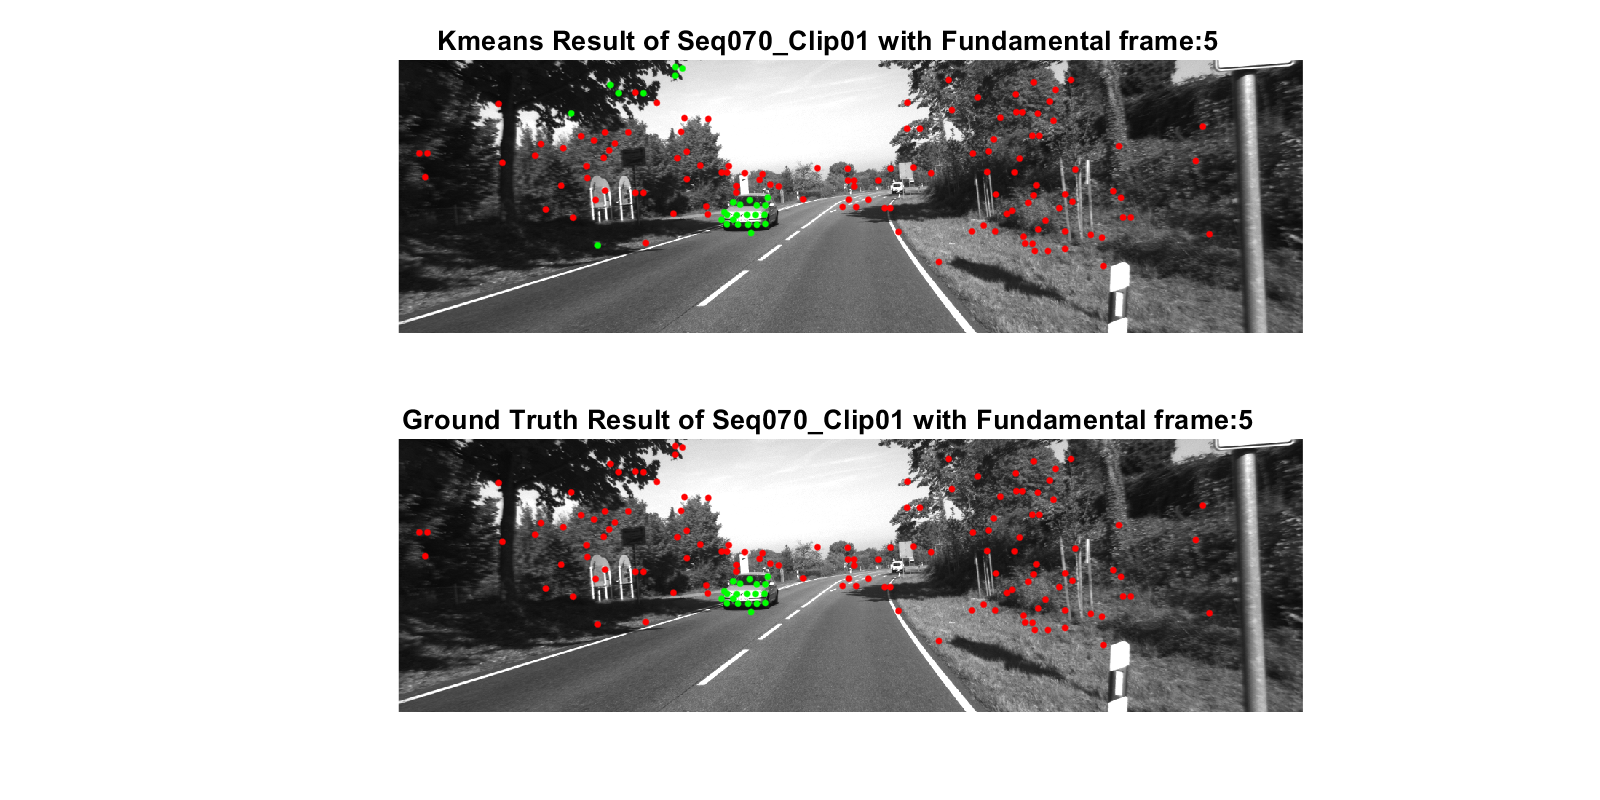 Kmeans Result of Seq070_Clip01 with Fundamental frame:5
Ground Truth Result of Seq070_Clip01 with Fundamental frame:5